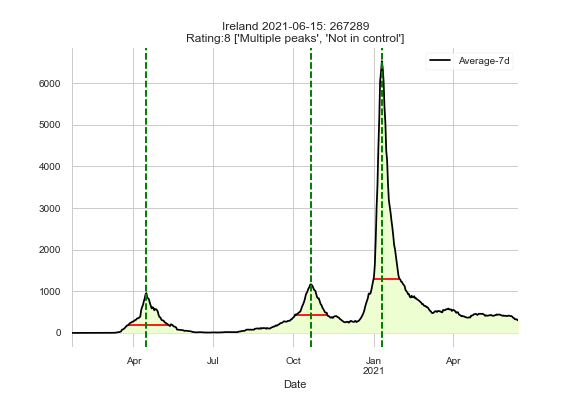 Ireland 2021-06-15: 267289
Rating:8 ['Multiple peaks', 'Not in control']
Average-7d
6000
5000
4000
3000
2000
1000
0
Apr
Jul
Oct
Jan
2021
Apr
Date